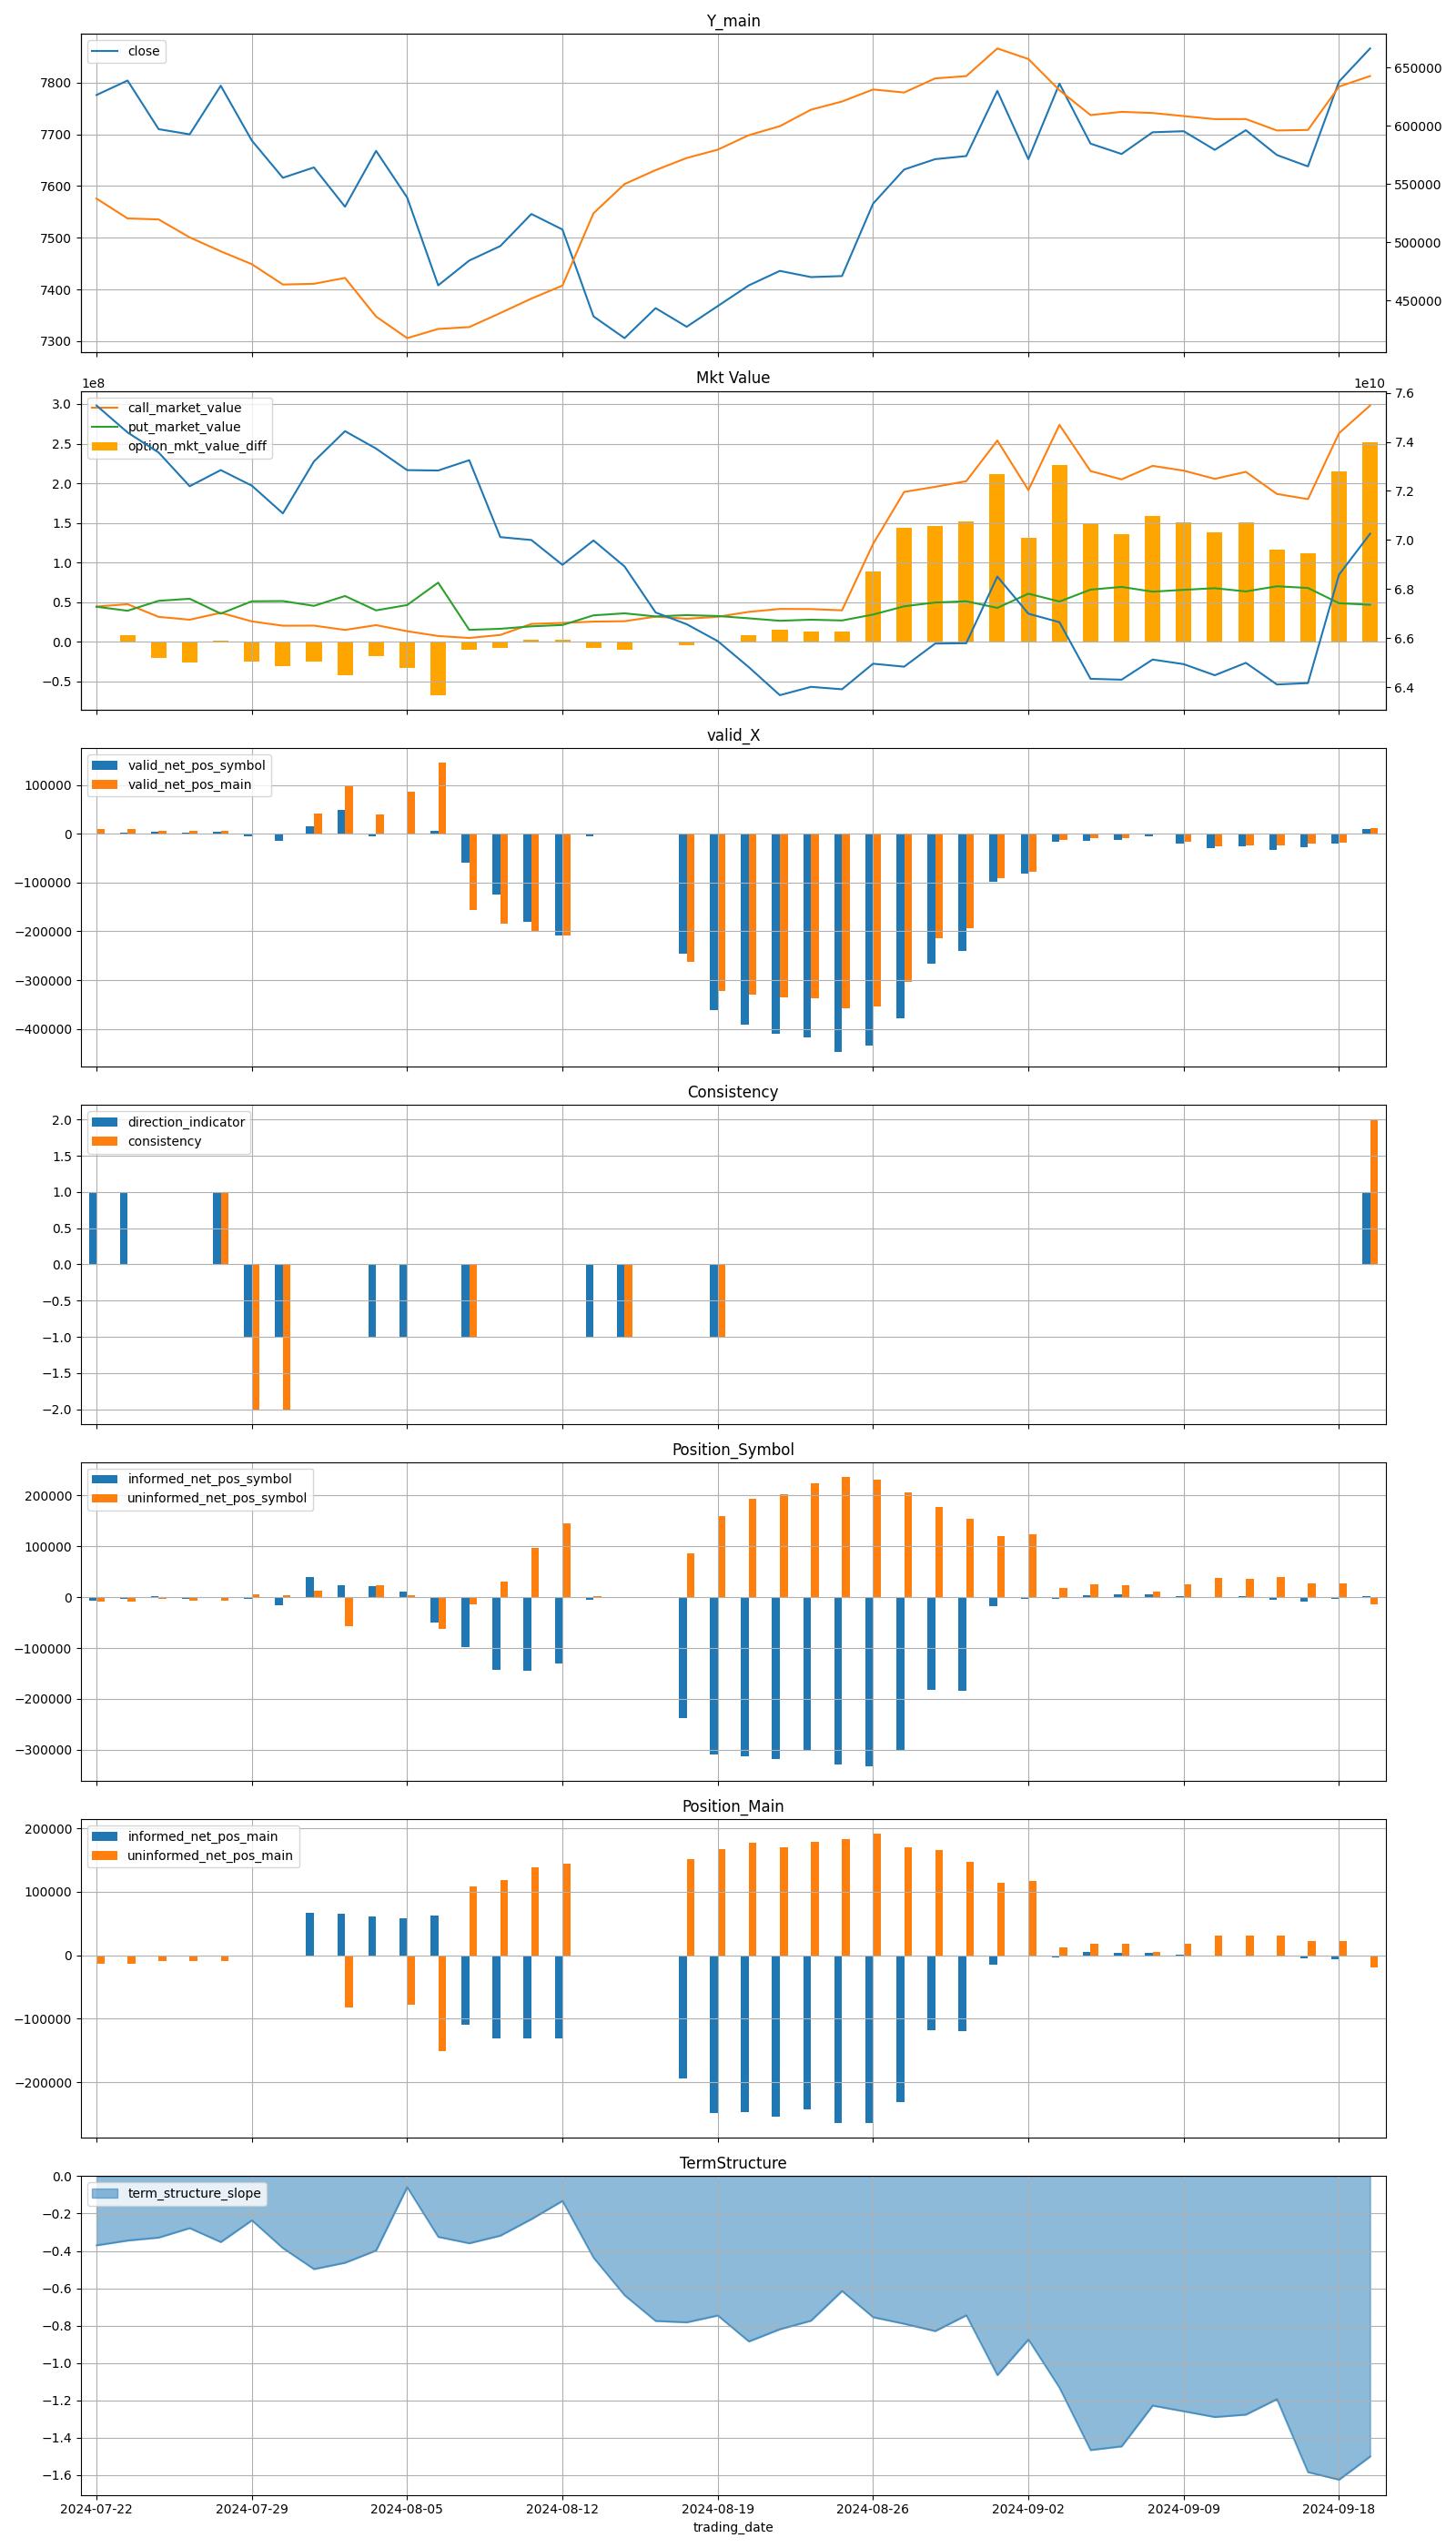 Y_main
close
7800
7700
7600
7500
7400
7300
650000
600000
550000
500000
450000
Mkt Value
1e8
1e10
call_market_value
put_market_value
option_mkt_value_diff
3.0
2.5
2.0
1.5
1.0
0.5
0.0
−0.5
7.6
7.4
7.2
7.0
6.8
6.6
6.4
valid_X
valid_net_pos_symbol
valid_net_pos_main
100000
0
−100000
−200000
−300000
−400000
Consistency
direction_indicator
consistency
2.0
1.5
1.0
0.5
0.0
−0.5
−1.0
−1.5
−2.0
Position_Symbol
informed_net_pos_symbol
uninformed_net_pos_symbol
200000
100000
0
−100000
−200000
−300000
Position_Main
informed_net_pos_main
uninformed_net_pos_main
200000
100000
0
−100000
−200000
TermStructure
term_structure_slope
0.0
−0.2
−0.4
−0.6
−0.8
−1.0
−1.2
−1.4
−1.6
2024-07-22 2024-07-29 2024-08-05 2024-08-12 2024-08-19 2024-08-26 2024-09-02 2024-09-09 2024-09-18
trading_date